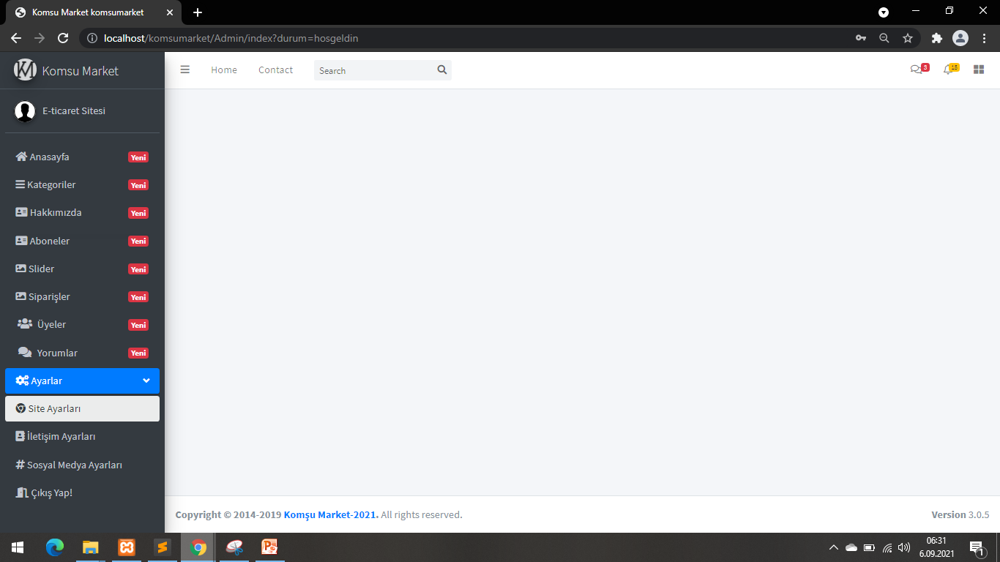 Komsu Market komsumarket
localhost/komsumarket/Admin/index?durum=hosgeldin
Komsu Market
Home
Contact
Search
3
15
E-ticaret Sitesi
Anasayfa Yeni
Kategoriler Yeni
Hakkımızda Yeni
Aboneler Yeni
Slider Yeni
Siparişler Yeni
Üyeler Yeni
Yorumlar Yeni
Ayarlar
Site Ayarları
İletişim Ayarları
Sosyal Medya Ayarları
Çıkış Yap!
Copyright © 2014-2019 Komşu Market-2021. All rights reserved.
Version 3.0.5
06:31
6.09.2021
1